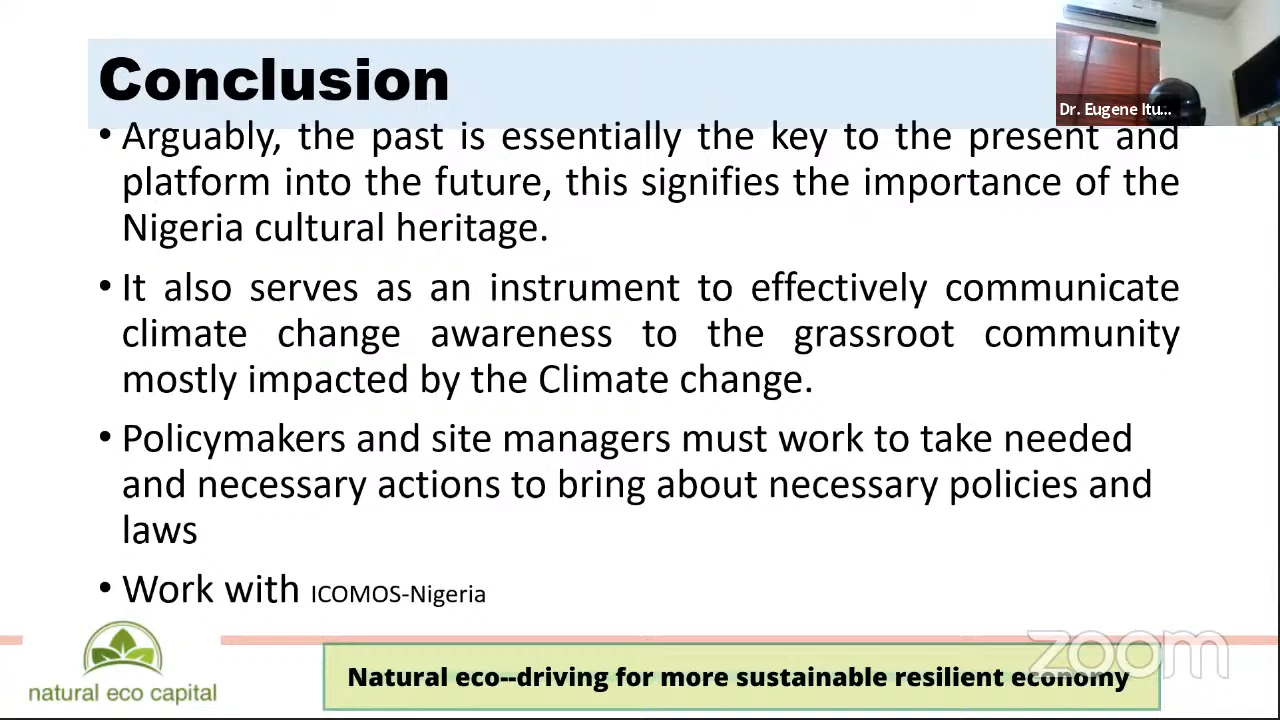 Conclusion
Dr. Eugene Itu...
• Arguably, the past is essentially the key to the present and
platform into the future, this signifies the importance of the
Nigeria cultural heritage.
• It also serves as an instrument to effectively communicate
climate change awareness to the grassroot community
mostly impacted by the Climate change.
• Policymakers and site managers must work to take needed
and necessary actions to bring about necessary policies and
laws
• Work with ICOMOS-Nigeria
zoom
natural eco capital
Natural eco--driving for more sustainable resilient economy